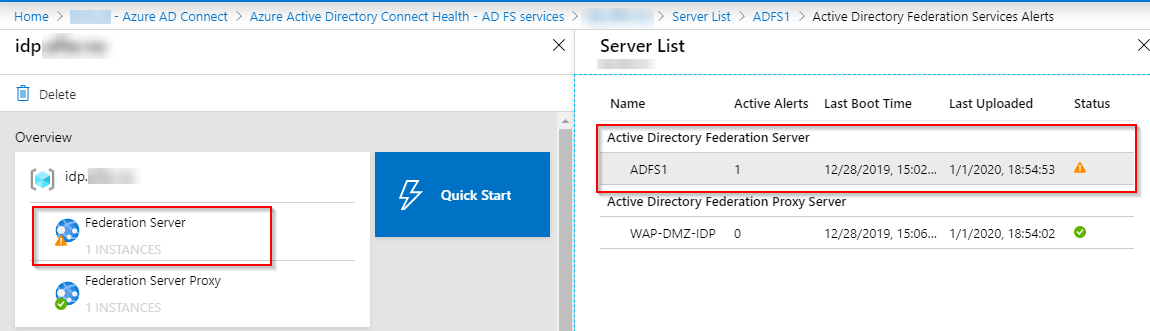 Home > - Azure AD Connect > Azure Active Directory Connect Health - AD FS services > > Server List > ADFS1 > Active Directory Federation Services Alerts
idp
Delete
Overview
idp.
Federation Server
1 INSTANCES
Federation Server Proxy
1 INSTANCES
Quick Start
Server List
Name Active Alerts Last Boot Time Last Uploaded Status
Active Directory Federation Server
ADFS1 1 12/28/2019, 15:02... 1/1/2020, 18:54:53
Active Directory Federation Proxy Server
WAP-DMZ-IDP 0 12/28/2019, 15:06... 1/1/2020, 18:54:02